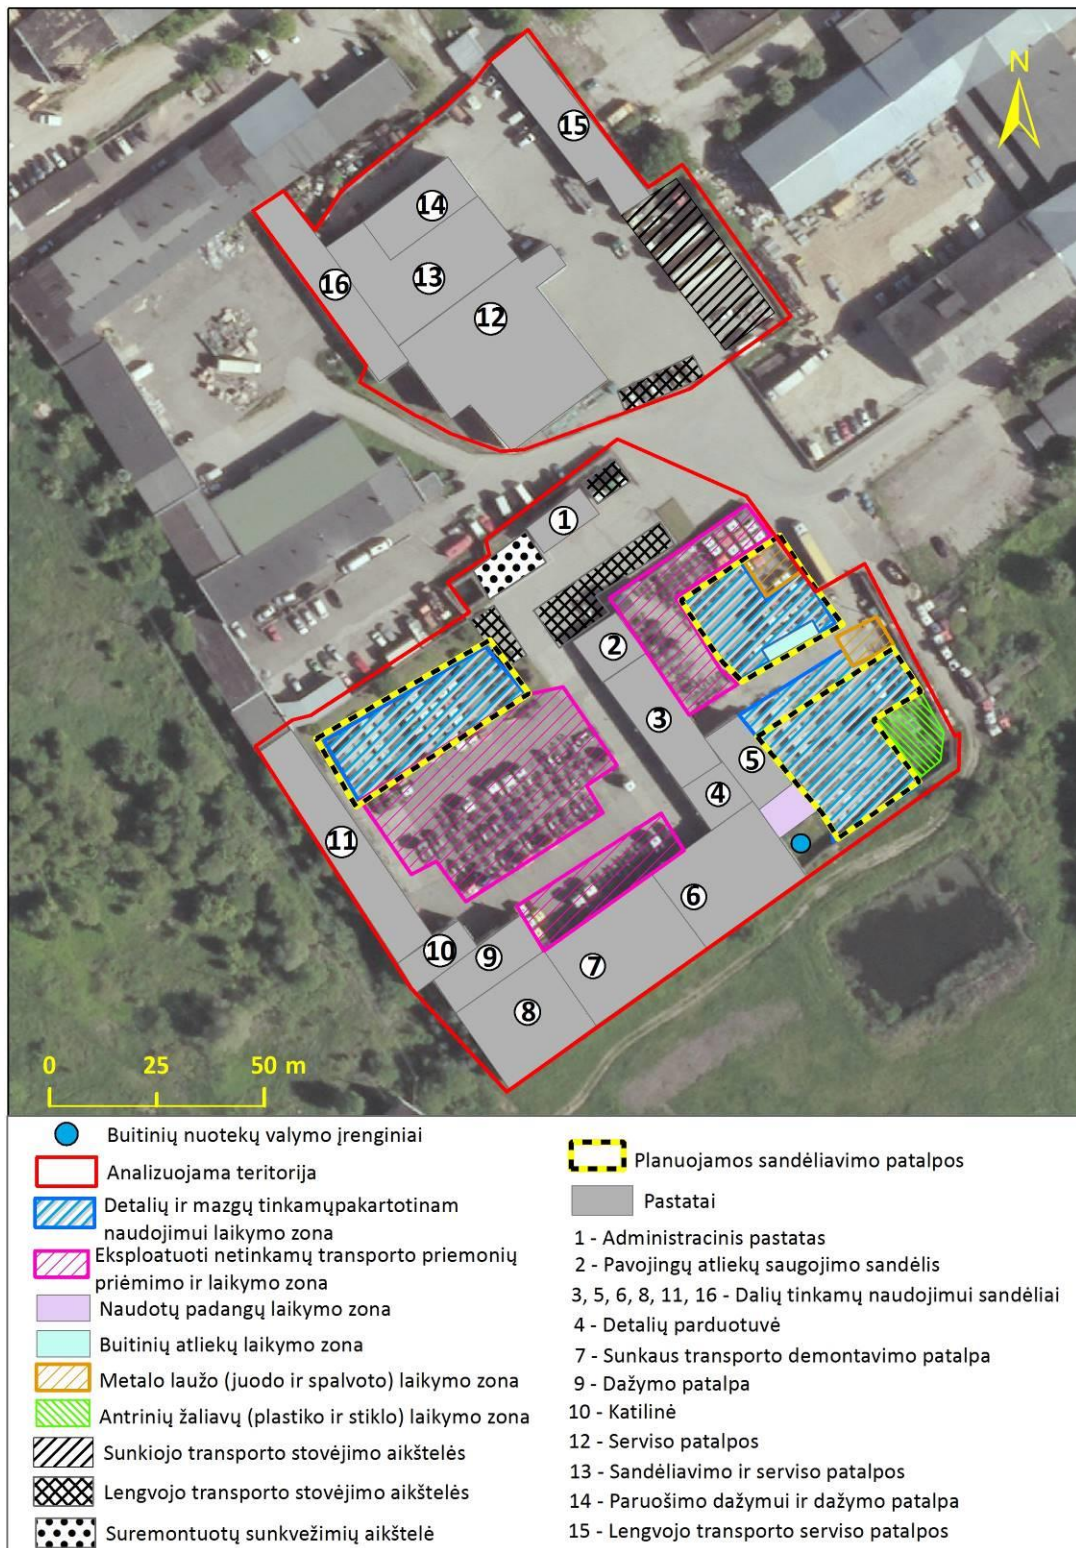 N
15
14
16
13
12
1
2
3
5
4
11
6
10
9
7
8
0 25 50 m
Buitinių nuotekų valymo įrenginiai
Analizuojama teritorija
Detalių ir mazgų tinkamųpakartotinam
naudojimui laikymo zona
Eksploatuoti netinkamų transporto priemonių
priėmimo ir laikymo zona
Naudotų padangų laikymo zona
Buitinių atliekų laikymo zona
Metalo laužo (juodo ir spalvoto) laikymo zona
Antrinių žaliavų (plastiko ir stiklo) laikymo zona
Sunkiojo transporto stovėjimo aikštelės
Lengvojo transporto stovėjimo aikštelės
Suremontuotų sunkvežimių aikštelė
Planuojamos sandėliavimo patalpos
Pastatai
1 - Administracinis pastatas
2 - Pavojingų atliekų saugojimo sandėlis
3, 5, 6, 8, 11, 16 - Dalių tinkamų naudojimui sandėliai
4 - Detalių parduotuvė
7 - Sunkaus transporto demontavimo patalpa
9 - Dažymo patalpa
10 - Katilinė
12 - Serviso patalpos
13 - Sandėliavimo ir serviso patalpos
14 - Paruošimo dažymui ir dažymo patalpa
15 - Lengvojo transporto serviso patalpos